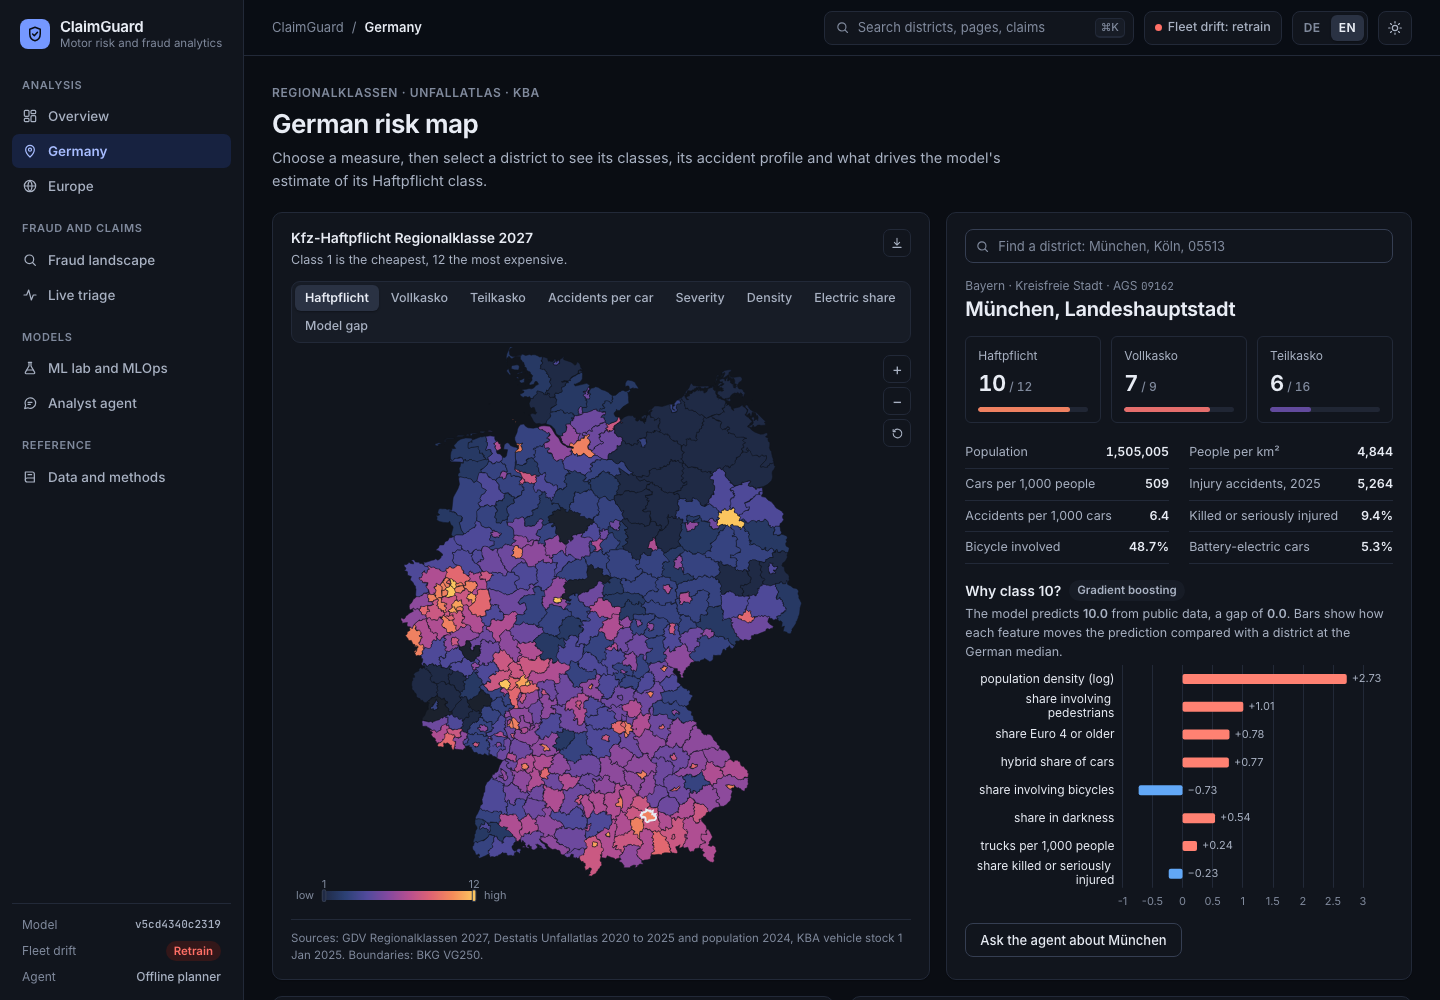 ClaimGuard
Motor risk and fraud analytics
ANALYSIS
Overview
Germany
Europe
FRAUD AND CLAIMS
Fraud landscape
Live triage
MODELS
ML lab and MLOps
Analyst agent
REFERENCE
Data and methods
Model v5cd4340c2319
Fleet drift Retrain
Agent Offline planner
ClaimGuard / Germany
Search districts, pages, claims ⌘K
Fleet drift: retrain
DE EN
REGIONALKLASSEN · UNFALLATLAS · KBA
German risk map
Choose a measure, then select a district to see its classes, its accident profile and what drives the model's
estimate of its Haftpflicht class.
Kfz-Haftpflicht Regionalklasse 2027
Class 1 is the cheapest, 12 the most expensive.
Haftpflicht Vollkasko Teilkasko Accidents per car Severity Density Electric share
Model gap
+
−
1 12
low high
Sources: GDV Regionalklassen 2027, Destatis Unfallatlas 2020 to 2025 and population 2024, KBA vehicle stock 1
Jan 2025. Boundaries: BKG VG250.
Find a district: München, Köln, 05513
Bayern · Kreisfreie Stadt · AGS 09162
München, Landeshauptstadt
Haftpflicht Vollkasko Teilkasko
10 / 12 7 / 9 6 / 16
Population 1,505,005 People per km² 4,844
Cars per 1,000 people 509 Injury accidents, 2025 5,264
Accidents per 1,000 cars 6.4 Killed or seriously injured 9.4%
Bicycle involved 48.7% Battery-electric cars 5.3%
Why class 10? Gradient boosting
The model predicts 10.0 from public data, a gap of 0.0. Bars show how
each feature moves the prediction compared with a district at the
German median.
population density (log) +2.73
share involving
pedestrians +1.01
share Euro 4 or older +0.78
hybrid share of cars +0.77
share involving bicycles −0.73
share in darkness +0.54
trucks per 1,000 people +0.24
share killed or seriously
injured −0.23
-1 -0.5 0 0.5 1 1.5 2 2.5 3
Ask the agent about München